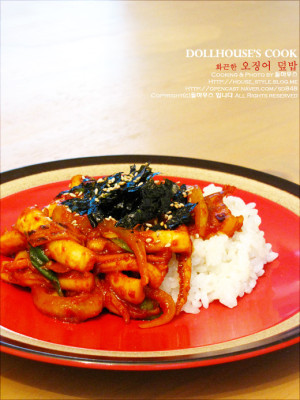 DOLLHOUSE'S COOK
화끈한 오징어 덮밥
COOKING & PHOTO BY 돌하우스
HTTP://HOUSE_STYLE.BLOG.ME
COPYRIGHT(C)돌하우스 ALL RIGHTS RESERVED